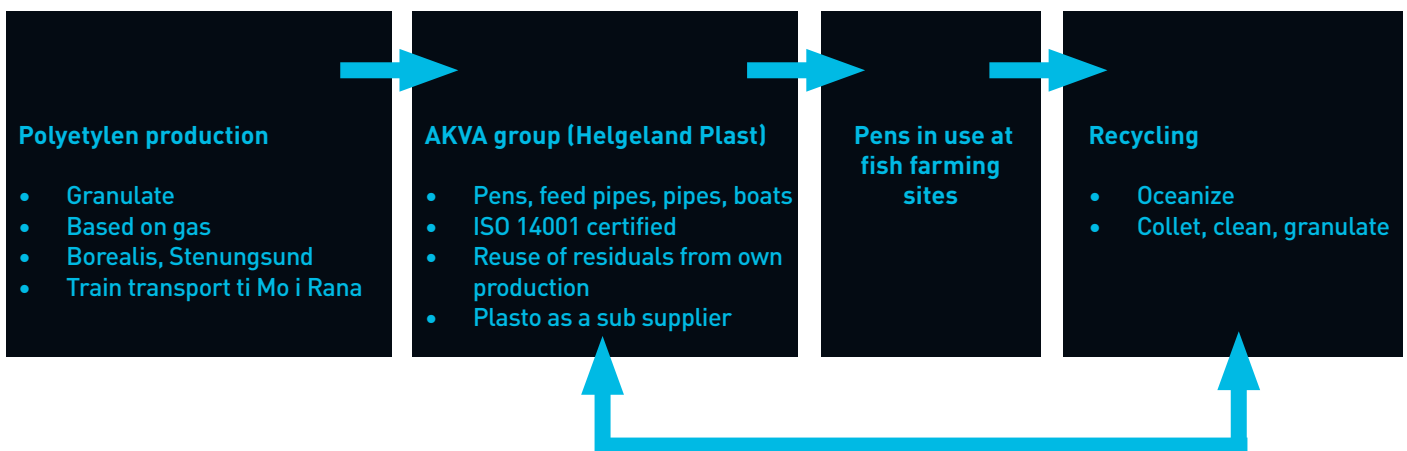 Polyetylen production
• Granulate
• Based on gas
• Borealis, Stenungsund
• Train transport ti Mo i Rana
AKVA group (Helgeland Plast)
• Pens, feed pipes, pipes, boats
• ISO 14001 certified
• Reuse of residuals from own
production
• Plasto as a sub supplier
Pens in use at
fish farming
sites
Recycling
• Oceanize
• Collet, clean, granulate